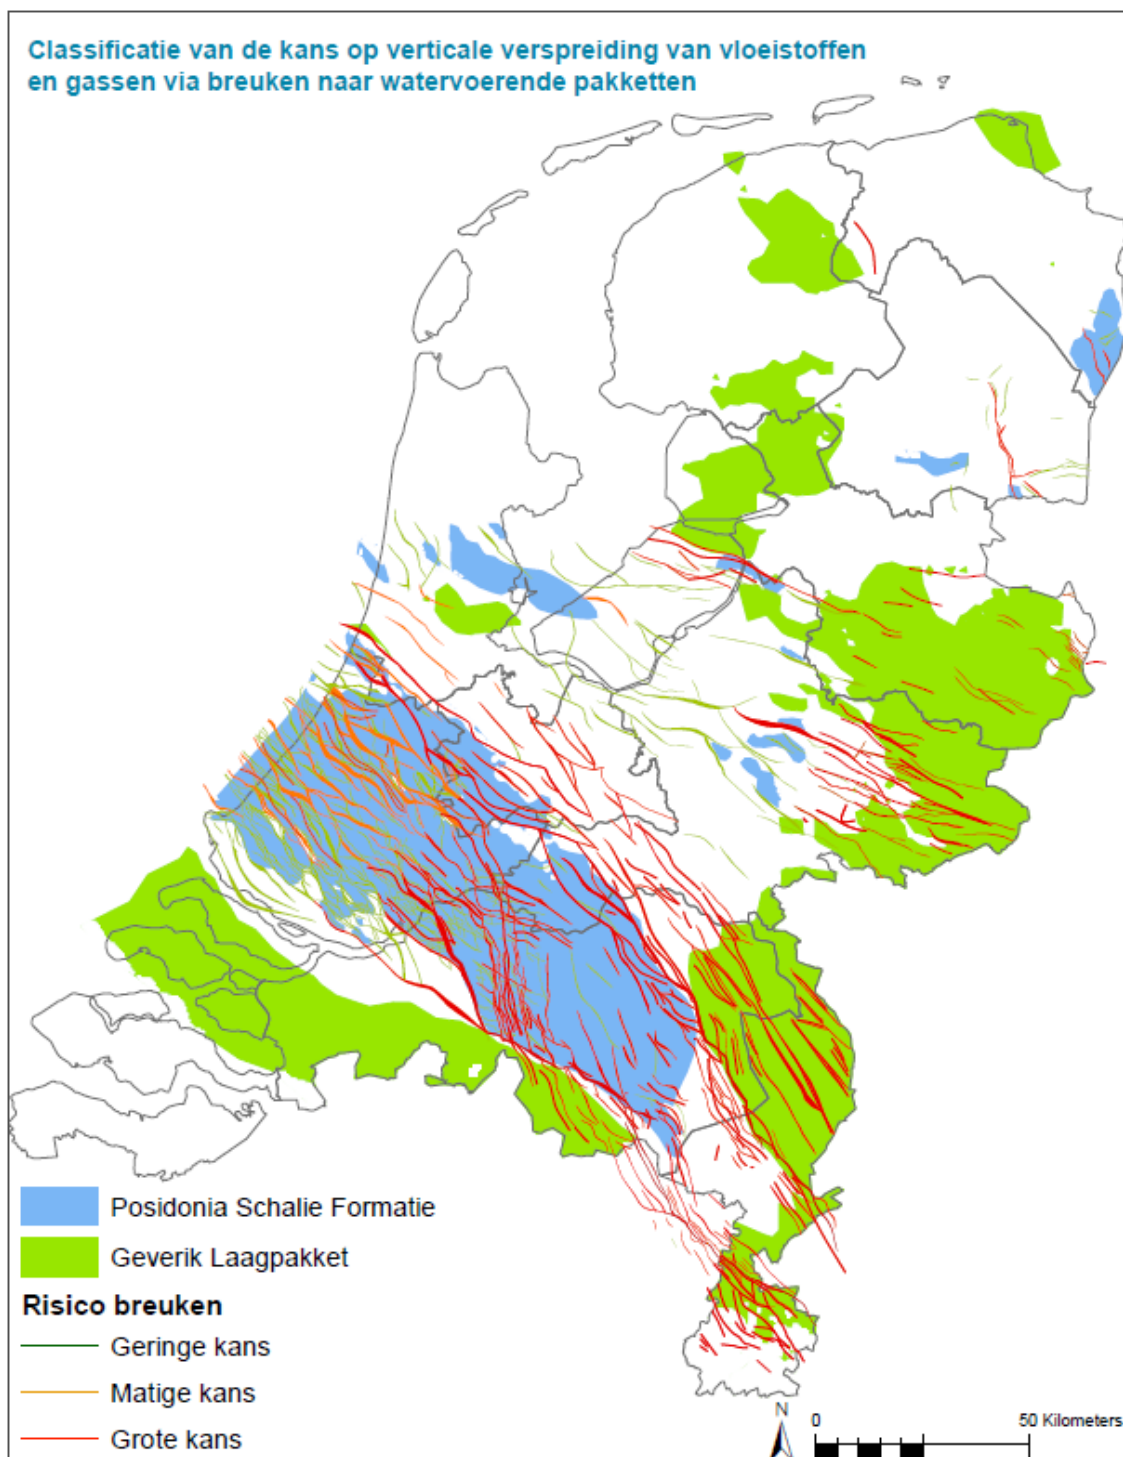 Classificatie van de kans op verticale verspreiding van vloeistoffen
en gassen via breuken naar watervoerende pakketten
Posidonia Schalie Formatie
Geverik Laagpakket
Risico breuken
Geringe kans
Matige kans
Grote kans
N
0 50 Kilometers